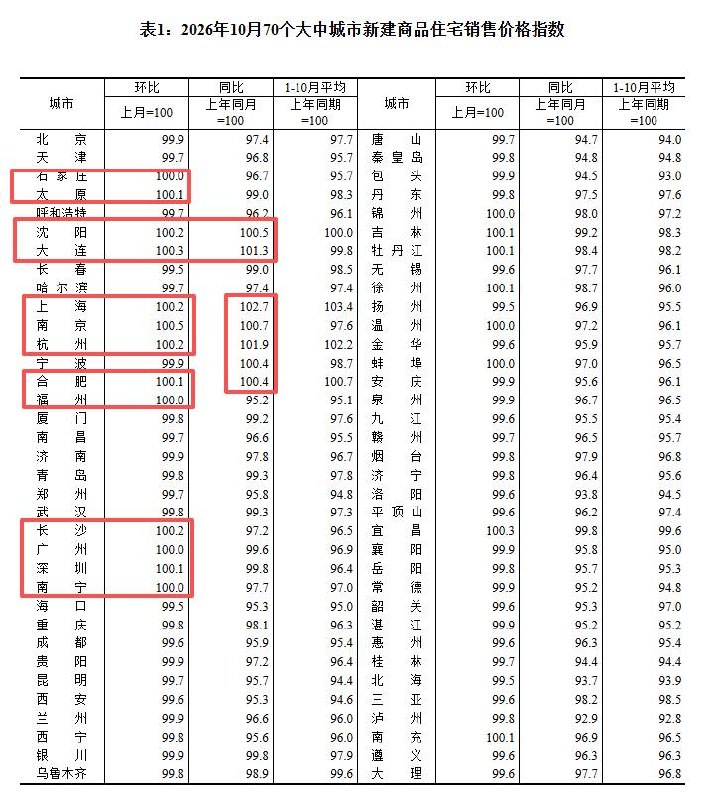 表1：2026年10月70个大中城市新建商品住宅销售价格指数
城市 环比 同比 1-10月平均 城市 环比 同比 1-10月平均
上月=100 上年同月=100 上年同期=100 上月=100 上年同月=100 上年同期=100
北京 99.9 97.4 97.7 唐山 99.7 94.7 94.0
天津 99.7 96.8 95.7 秦皇岛 99.8 94.8 94.8
石家庄 100.0 96.7 95.7 包头 99.9 94.5 93.0
太原 100.1 99.0 98.3 丹东 99.8 97.5 97.6
呼和浩特 99.7 96.2 96.1 锦州 100.0 98.0 97.2
沈阳 100.2 100.5 100.0 吉林 100.1 99.2 98.3
大连 100.3 101.3 99.8 牡丹江 100.1 98.4 98.2
长春 99.5 99.0 98.5 无锡 99.6 97.7 96.1
哈尔滨 99.7 97.4 97.4 徐州 100.1 98.7 96.0
上海 100.2 102.7 103.4 扬州 99.5 96.9 95.5
南京 100.5 100.7 97.6 温州 100.0 97.2 96.1
杭州 100.2 101.9 102.2 金华 99.6 95.9 95.7
宁波 99.9 100.4 98.7 蚌埠 100.0 97.0 96.5
合肥 100.1 100.4 100.7 安庆 99.9 95.6 96.1
福州 100.0 95.2 95.1 泉州 99.9 96.7 96.5
厦门 99.8 99.2 97.6 九江 99.6 95.5 95.4
南昌 99.7 96.6 95.5 赣州 99.7 96.5 95.7
济南 99.9 97.8 96.7 烟台 99.8 97.9 96.8
青岛 99.8 99.3 97.8 济宁 99.8 96.4 95.6
郑州 99.7 95.8 94.8 洛阳 99.6 93.8 94.5
武汉 99.8 99.3 97.3 平顶山 99.6 96.2 97.4
长沙 100.2 97.2 96.5 宜昌 100.3 99.8 99.6
广州 100.0 99.6 96.9 襄阳 99.9 95.8 95.0
深圳 100.1 99.8 96.4 岳阳 99.8 95.7 95.3
南宁 100.0 97.7 97.0 常德 99.9 95.2 94.8
海口 99.5 95.3 95.0 韶关 99.6 95.3 97.0
重庆 99.8 98.1 96.3 湛江 99.9 95.2 95.2
成都 99.6 95.9 95.4 惠州 99.6 96.3 95.4
贵阳 99.9 97.2 96.4 桂林 99.7 94.4 94.4
昆明 99.7 95.7 94.4 北海 99.5 93.7 93.9
西安 99.6 95.3 94.6 三亚 99.6 98.2 98.5
兰州 99.9 96.6 96.0 泸州 99.8 92.9 92.8
西宁 99.8 95.6 96.0 南充 100.1 96.9 96.5
银川 99.9 99.8 97.9 遵义 99.6 96.3 96.3
乌鲁木齐 99.8 98.9 99.6 大理 99.6 97.7 96.8